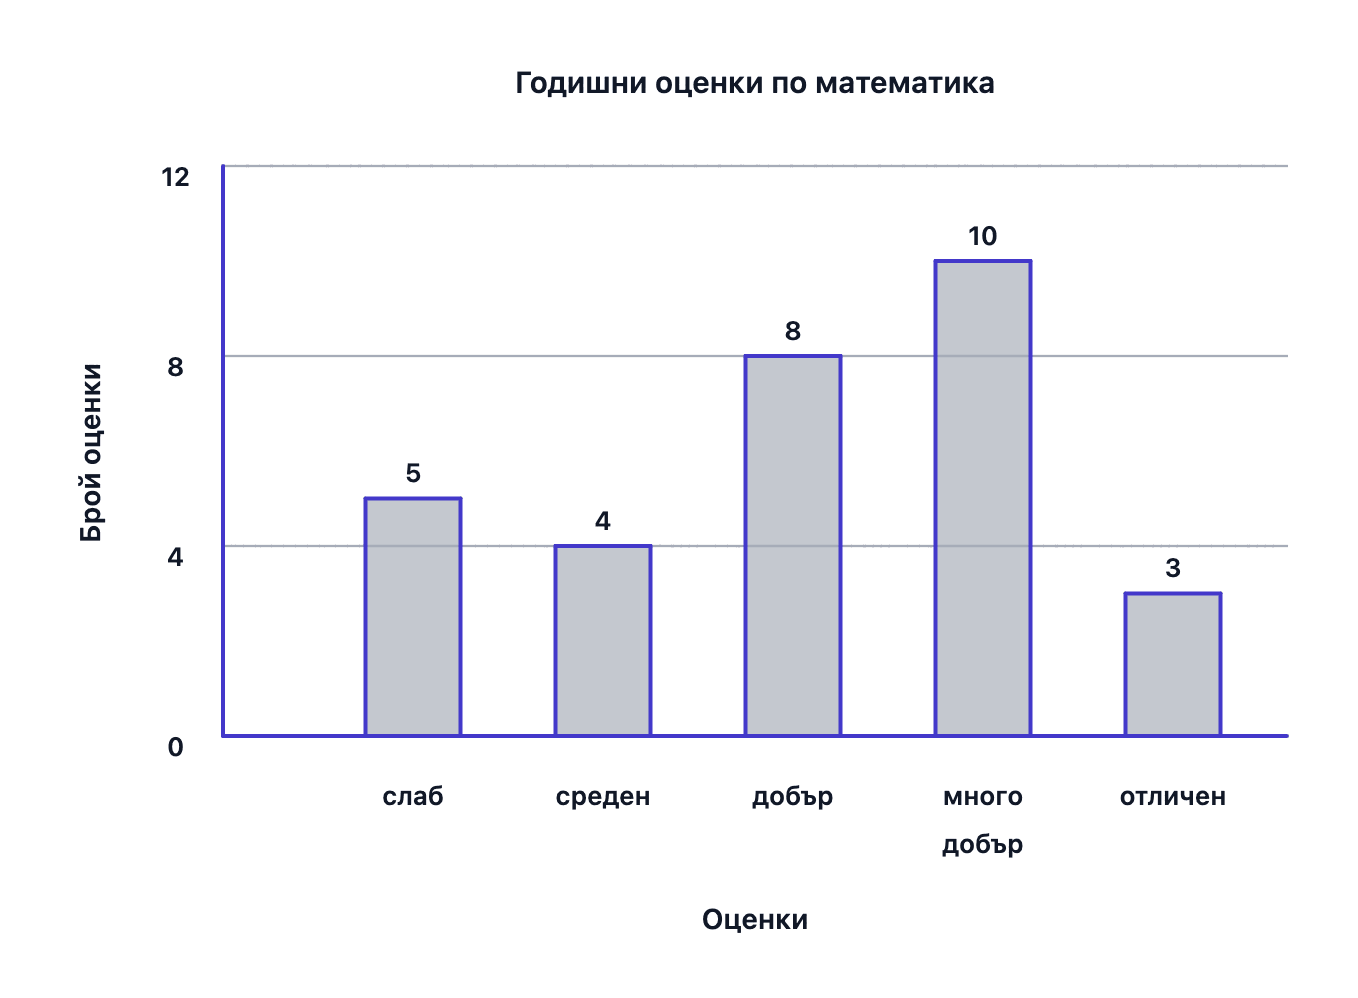 Годишни оценки по математика
12
8
4
0
Брой оценки
5
4
8
10
3
слаб
среден
добър
много
добър
отличен
Оценки